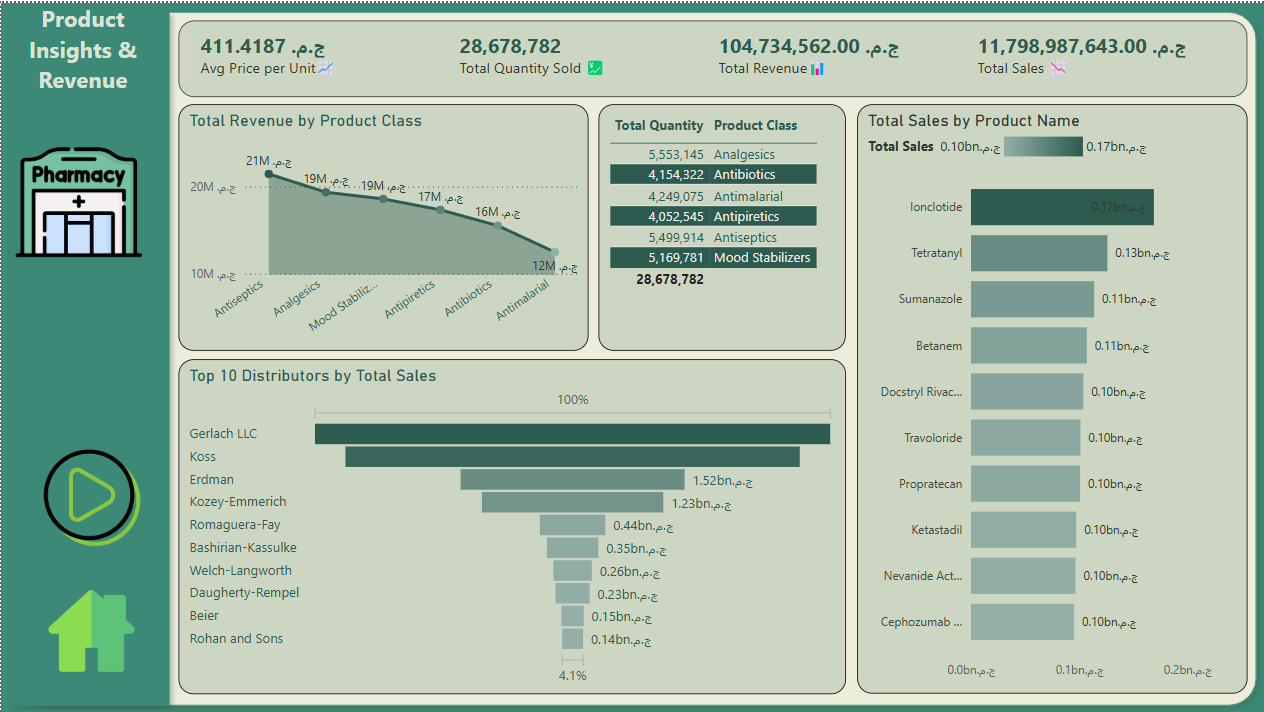 Product
Insights &
Revenue
Pharmacy
411.4187 ج.م.
Avg Price per Unit
28,678,782
Total Quantity Sold
104,734,562.00 ج.م.
Total Revenue
11,798,987,643.00 ج.م.
Total Sales
Total Revenue by Product Class
20M ج.م.
10M ج.م.
21M ج.م.
19M ج.م.
19M ج.م.
17M ج.م.
16M ج.م.
12M ج.م.
Antiseptics
Analgesics
Mood Stabiliz...
Antipiretics
Antibiotics
Antimalarial
Total Quantity Product Class
5,553,145 Analgesics
4,154,322 Antibiotics
4,249,075 Antimalarial
4,052,545 Antipiretics
5,499,914 Antiseptics
5,169,781 Mood Stabilizers
28,678,782
Total Sales by Product Name
Total Sales 0.10bn ج.م. 0.17bn ج.م.
Ionclotide 0.17bn ج.م.
Tetratanyl 0.13bn ج.م.
Sumanazole 0.11bn ج.م.
Betanem 0.11bn ج.م.
Docstryl Rivac... 0.10bn ج.م.
Travoloride 0.10bn ج.م.
Propratecan 0.10bn ج.م.
Ketastadil 0.10bn ج.م.
Nevanide Act... 0.10bn ج.م.
Cephozumab ... 0.10bn ج.م.
0.0bn ج.م. 0.1bn ج.م. 0.2bn ج.م.
Top 10 Distributors by Total Sales
100%
Gerlach LLC
Koss
Erdman 1.52bn ج.م.
Kozey-Emmerich 1.23bn ج.م.
Romaguera-Fay 0.44bn ج.م.
Bashirian-Kassulke 0.35bn ج.م.
Welch-Langworth 0.26bn ج.م.
Daugherty-Rempel 0.23bn ج.م.
Beier 0.15bn ج.م.
Rohan and Sons 0.14bn ج.م.
4.1%